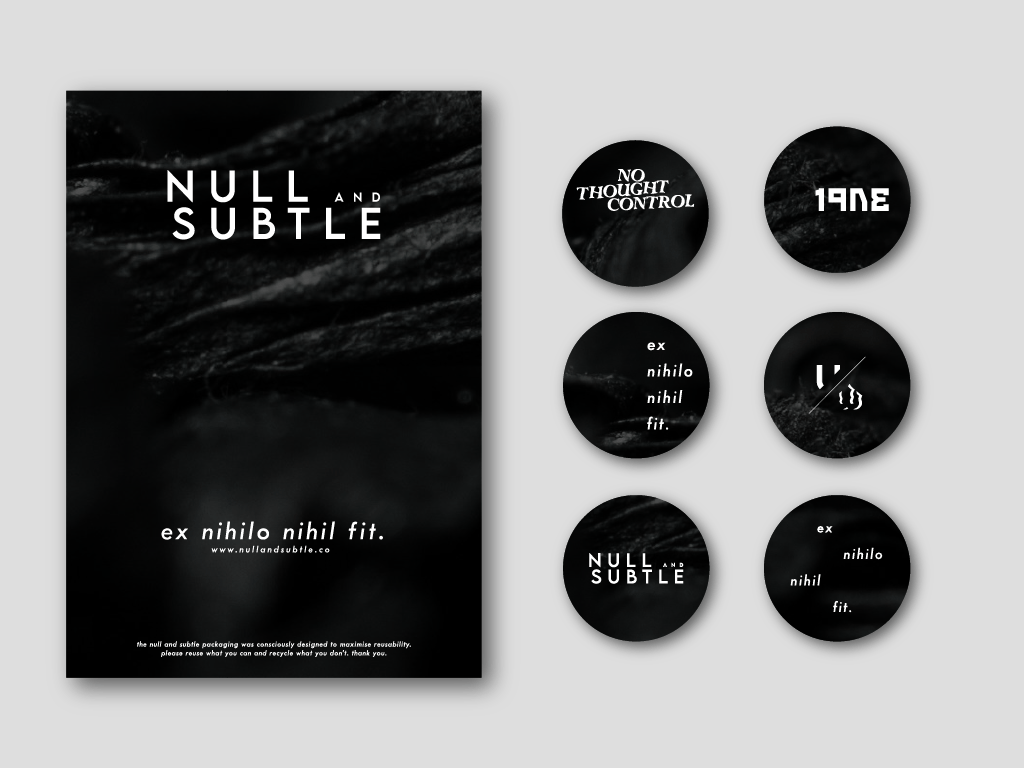 NULL AND
SUBTLE
ex nihilo nihil fit.
www.nullandsubtle.co
the null and subtle packaging was consciously designed to maximise reusability.
please reuse what you can and recycle what you don't. thank you.
NO
THOUGHT
CONTROL
ex
nihilo
nihil
fit.
NULL AND
SUBTLE
ex
nihilo
nihil
fit.